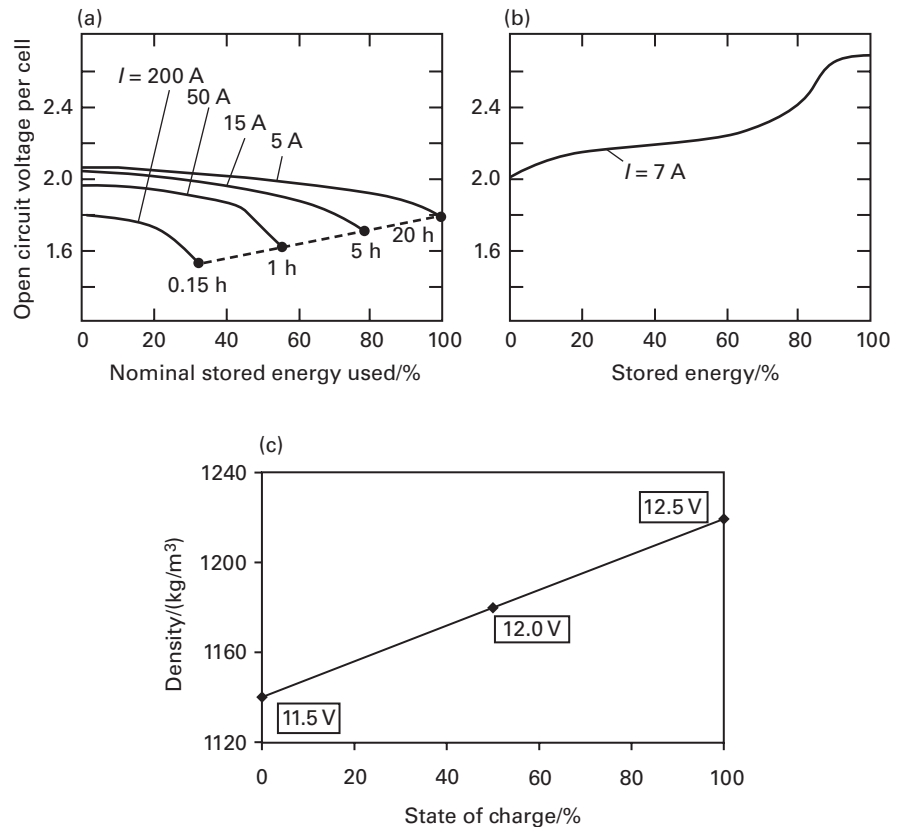 (a)
Open circuit voltage per cell
2.4
2.0
1.6
I = 200 A
50 A
15 A
5 A
0.15 h
1 h
5 h
20 h
0 20 40 60 80 100
Nominal stored energy used/%
(b)
2.4
2.0
1.6
I = 7 A
0 20 40 60 80 100
Stored energy/%
(c)
Density/(kg/m³)
1240
1200
1160
1120
12.5 V
12.0 V
11.5 V
0 20 40 60 80 100
State of charge/%